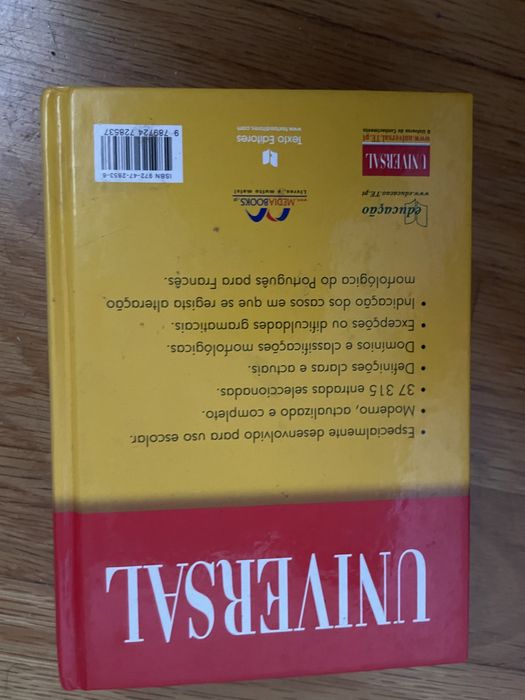 UNIVERSAL
• Especialmente desenvolvido para uso escolar.
• Moderno, actualizado e completo.
• 37 315 entradas seleccionadas.
• Definições claras e actuais.
• Domínios e classificações morfológicas.
• Excepções ou dificuldades gramaticais.
• Indicação dos casos em que se regista alteração
morfológica do Português para Francês.
educação
www.educacao.TE.pt
www.MEDIABOOKS.pt
Livros, y muito mais!
UNIVERSAL
www.universal.TE.pt
O Universo do Conhecimento
Texto Editores
www.textoeditores.com
ISBN 972-47-2853-6
9 789724 728537